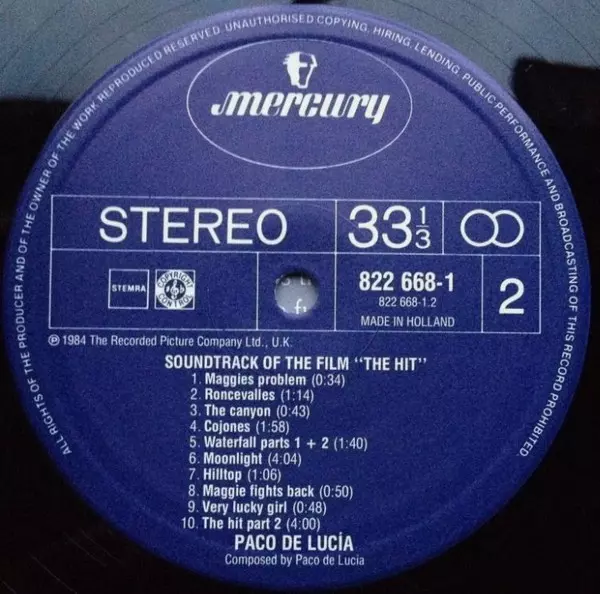 ALL RIGHTS OF THE PRODUCER AND OF THE OWNER OF THE WORK REPRODUCED RESERVED. UNAUTHORISED COPYING, HIRING, LENDING, PUBLIC PERFORMANCE AND BROADCASTING OF THIS RECORD PROHIBITED.
mercury
STEREO
33 1/3
STEMRA
COPYRIGHT CONTROL
822 668-1
822 668-1.2
MADE IN HOLLAND
2
℗ 1984 The Recorded Picture Company Ltd., U.K.
SOUNDTRACK OF THE FILM "THE HIT"
1. Maggies problem (0:34)
2. Roncevalles (1:14)
3. The canyon (0:43)
4. Cojones (1:58)
5. Waterfall parts 1 + 2 (1:40)
6. Moonlight (4:04)
7. Hilltop (1:06)
8. Maggie fights back (0:50)
9. Very lucky girl (0:48)
10. The hit part 2 (4:00)
PACO DE LUCÍA
Composed by Paco de Lucia